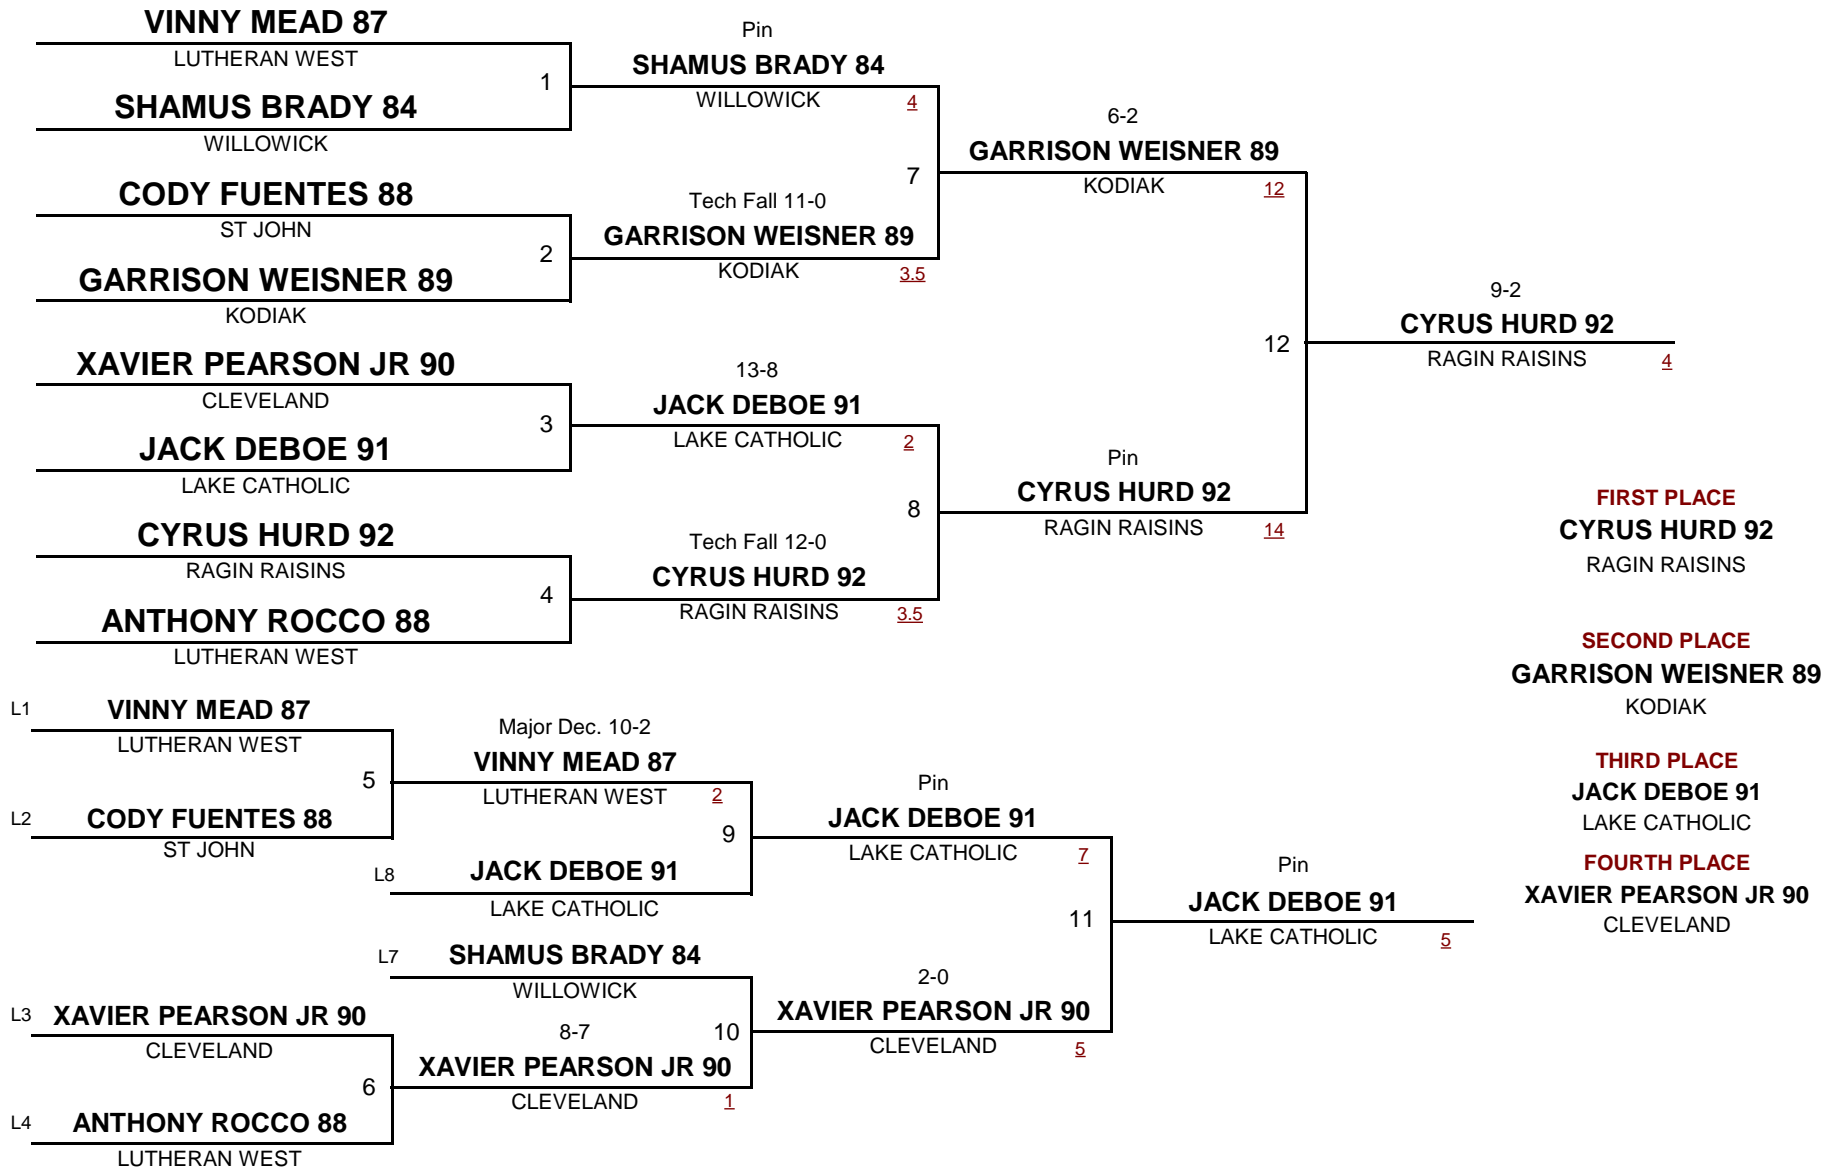 VINNY MEAD 87
LUTHERAN WEST
1
SHAMUS BRADY 84
WILLOWICK
CODY FUENTES 88
ST JOHN
2
GARRISON WEISNER 89
KODIAK
XAVIER PEARSON JR 90
CLEVELAND
3
JACK DEBOE 91
LAKE CATHOLIC
CYRUS HURD 92
RAGIN RAISINS
4
ANTHONY ROCCO 88
LUTHERAN WEST
Pin
SHAMUS BRADY 84
WILLOWICK 4
7
Tech Fall 11-0
GARRISON WEISNER 89
KODIAK 3.5
13-8
JACK DEBOE 91
LAKE CATHOLIC 2
8
Tech Fall 12-0
CYRUS HURD 92
RAGIN RAISINS 3.5
6-2
GARRISON WEISNER 89
KODIAK 12
12
Pin
CYRUS HURD 92
RAGIN RAISINS 14
9-2
CYRUS HURD 92
RAGIN RAISINS 4
L1 VINNY MEAD 87
LUTHERAN WEST
5
L2 CODY FUENTES 88
ST JOHN
Major Dec. 10-2
VINNY MEAD 87
LUTHERAN WEST 2
9
L8 JACK DEBOE 91
LAKE CATHOLIC
L7 SHAMUS BRADY 84
WILLOWICK
10
L3 XAVIER PEARSON JR 90
CLEVELAND
6
L4 ANTHONY ROCCO 88
LUTHERAN WEST
8-7
XAVIER PEARSON JR 90
CLEVELAND 1
Pin
JACK DEBOE 91
LAKE CATHOLIC 7
11
2-0
XAVIER PEARSON JR 90
CLEVELAND 5
Pin
JACK DEBOE 91
LAKE CATHOLIC 5
FIRST PLACE
CYRUS HURD 92
RAGIN RAISINS
SECOND PLACE
GARRISON WEISNER 89
KODIAK
THIRD PLACE
JACK DEBOE 91
LAKE CATHOLIC
FOURTH PLACE
XAVIER PEARSON JR 90
CLEVELAND